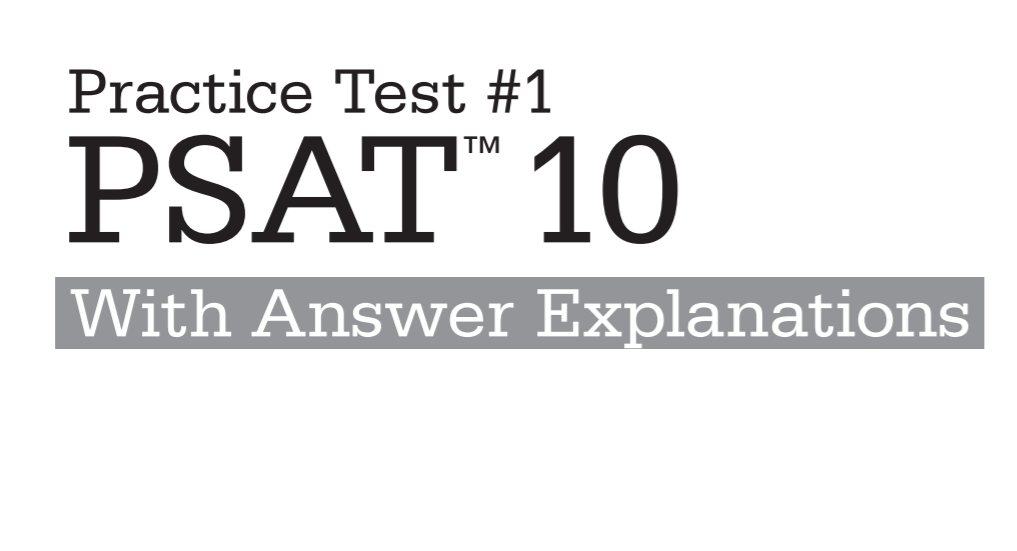 Practice Test #1
PSAT™ 10
With Answer Explanations